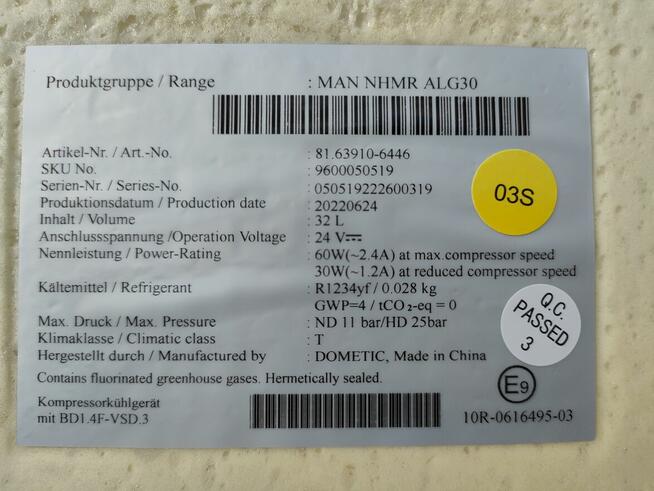 Produktgruppe / Range : MAN NHMR ALG30
Artikel-Nr. / Art.-No. : 81.63910-6446
SKU No. : 9600050519
Serien-Nr. / Series-No. : 050519222600319
Produktionsdatum / Production date : 20220624
Inhalt / Volume : 32 L
Anschlussspannung /Operation Voltage : 24 V⎓
Nennleistung / Power-Rating : 60W(~2.4A) at max.compressor speed
30W(~1.2A) at reduced compressor speed
Kältemittel / Refrigerant : R1234yf / 0.028 kg
GWP=4 / tCO₂-eq = 0
Max. Druck / Max. Pressure : ND 11 bar/HD 25bar
Klimaklasse / Climatic class : T
Hergestellt durch / Manufactured by : DOMETIC, Made in China
Contains fluorinated greenhouse gases. Hermetically sealed.
Kompressorkühlgerät
mit BD1.4F-VSD.3
E9
10R-0616495-03
03S
Q.C.
PASSED
3